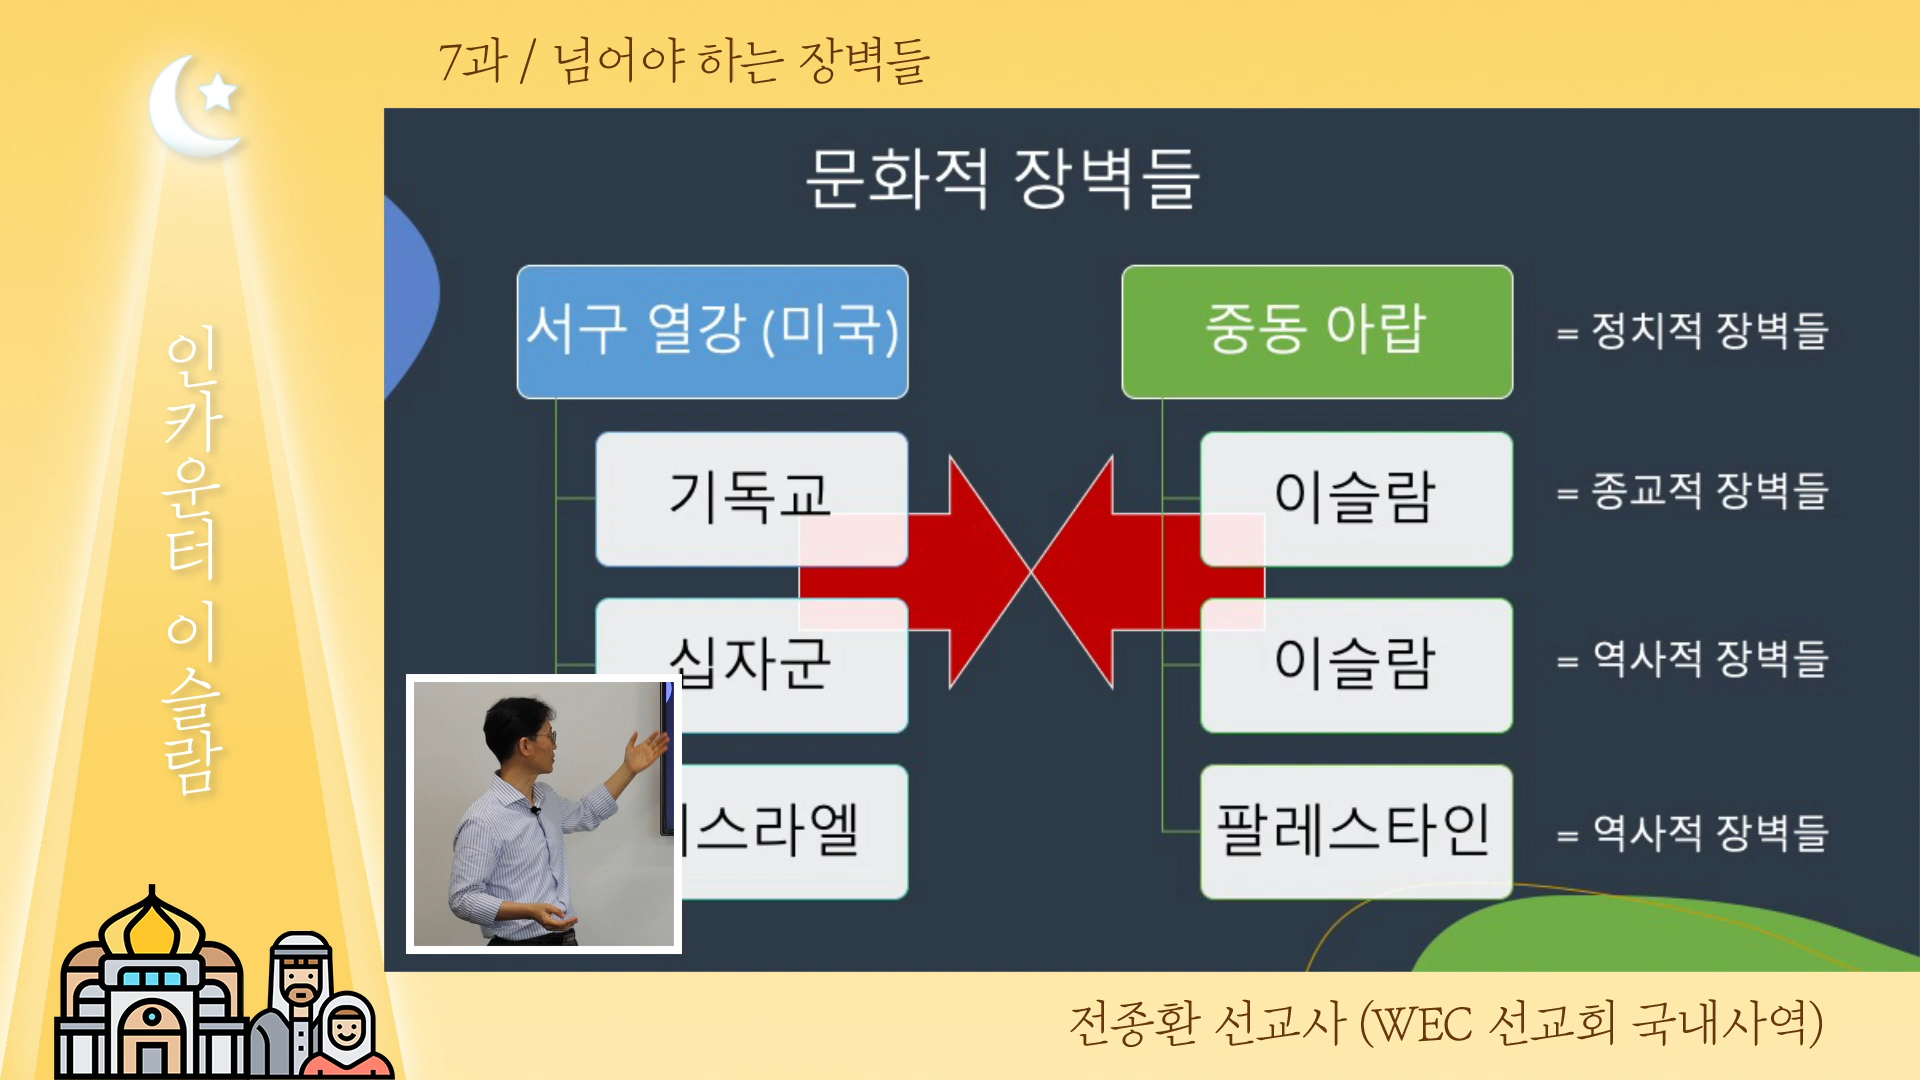 7과 / 넘어야 하는 장벽들
인카운터 이슬람
문화적 장벽들
서구 열강 (미국)
중동 아랍
= 정치적 장벽들
기독교
이슬람
= 종교적 장벽들
십자군
이슬람
= 역사적 장벽들
스라엘
팔레스타인
= 역사적 장벽들
전종환 선교사 (WEC 선교회 국내사역)